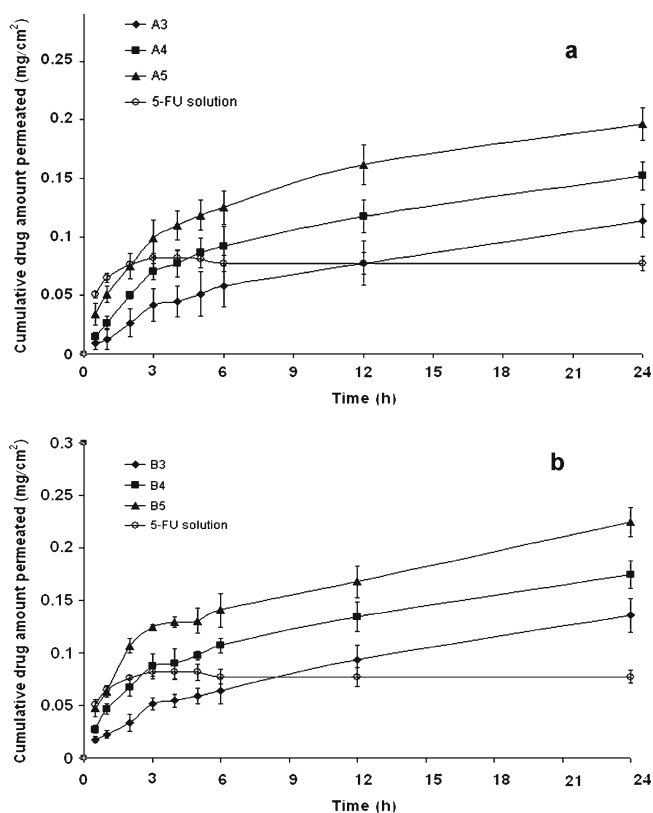 a
A3
A4
A5
5-FU solution
Cumulative drug amount permeated (mg/cm²)
0.25
0.2
0.15
0.1
0.05
0
0 3 6 9 12 15 18 21 24
Time (h)
b
B3
B4
B5
5-FU solution
Cumulative drug amount permeated (mg/cm²)
0.3
0.25
0.2
0.15
0.1
0.05
0
0 3 6 9 12 15 18 21 24
Time (h)